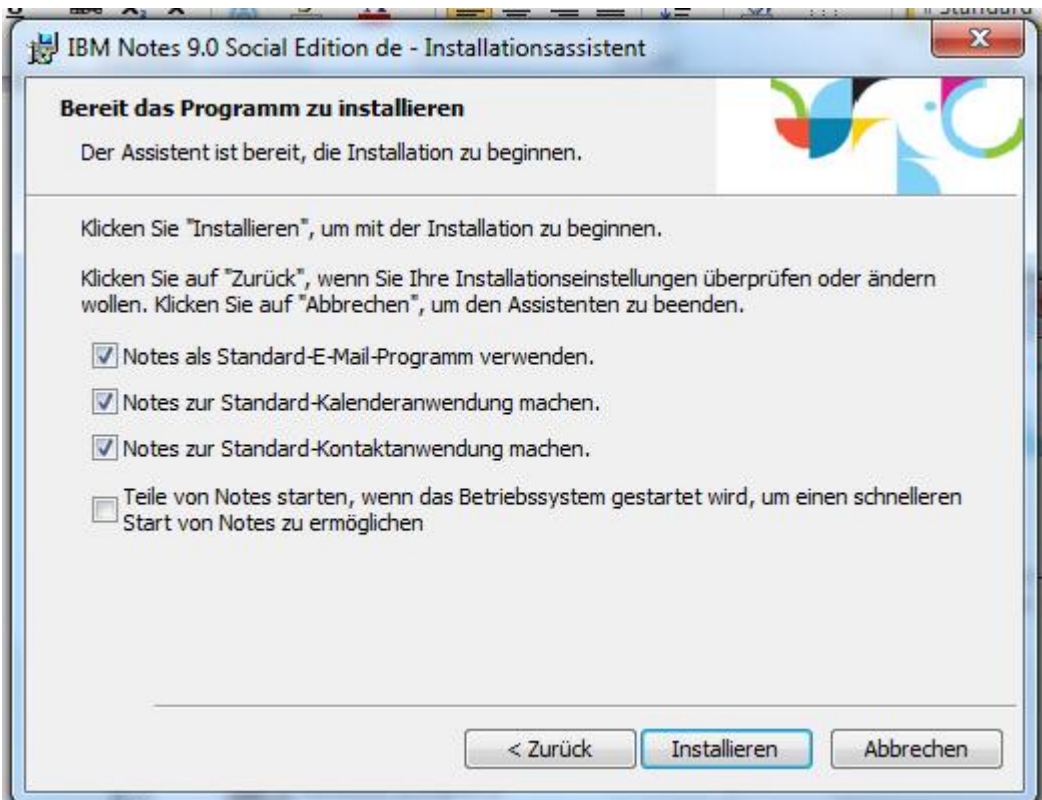 Standard
IBM Notes 9.0 Social Edition de - Installationsassistent
Bereit das Programm zu installieren
Der Assistent ist bereit, die Installation zu beginnen.
Klicken Sie "Installieren", um mit der Installation zu beginnen.
Klicken Sie auf "Zurück", wenn Sie Ihre Installationseinstellungen überprüfen oder ändern
wollen. Klicken Sie auf "Abbrechen", um den Assistenten zu beenden.
Notes als Standard-E-Mail-Programm verwenden.
Notes zur Standard-Kalenderanwendung machen.
Notes zur Standard-Kontaktanwendung machen.
Teile von Notes starten, wenn das Betriebssystem gestartet wird, um einen schnelleren
Start von Notes zu ermöglichen
< Zurück Installieren Abbrechen